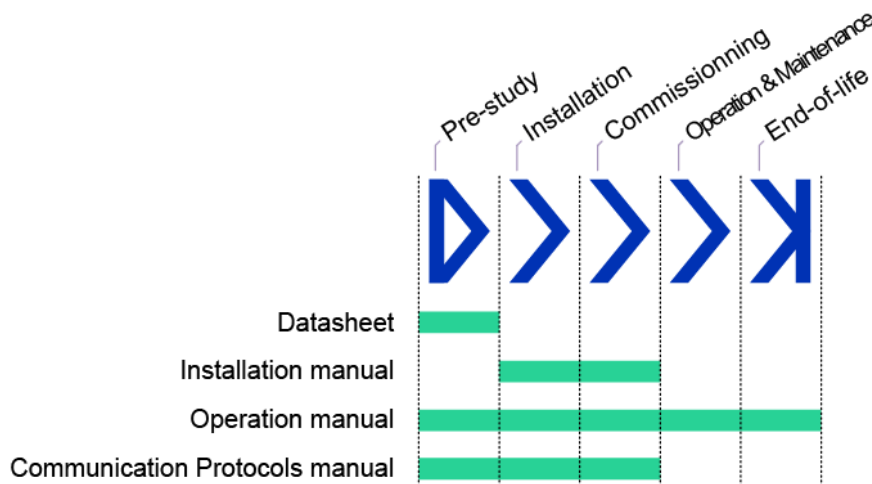 Pre-study
Installation
Commissionning
Operation & Maintenance
End-of-life
Datasheet
Installation manual
Operation manual
Communication Protocols manual